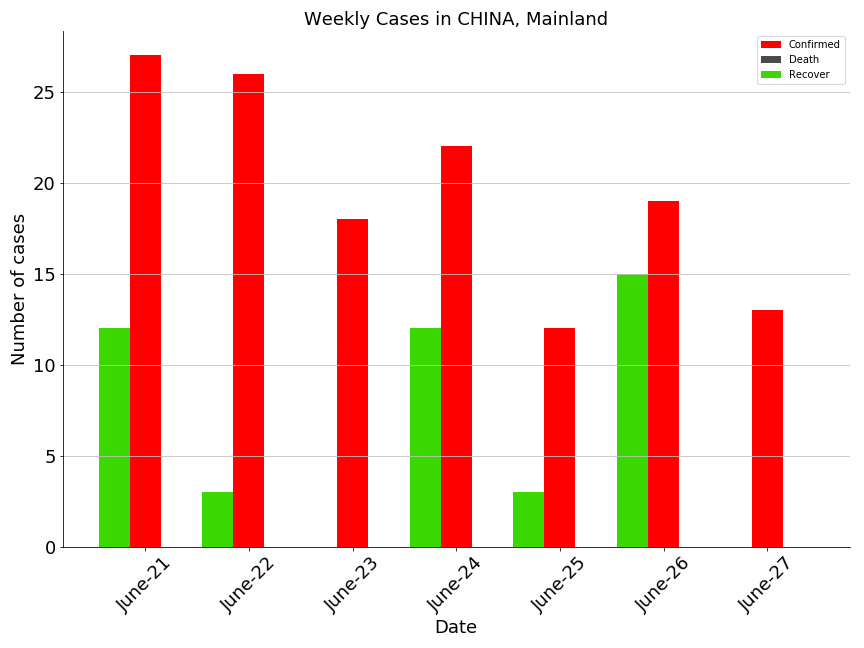 Weekly Cases in CHINA, Mainland
Confirmed
Death
Recover
Number of cases
25
20
15
10
5
0
June-21
June-22
June-23
June-24
June-25
June-26
June-27
Date